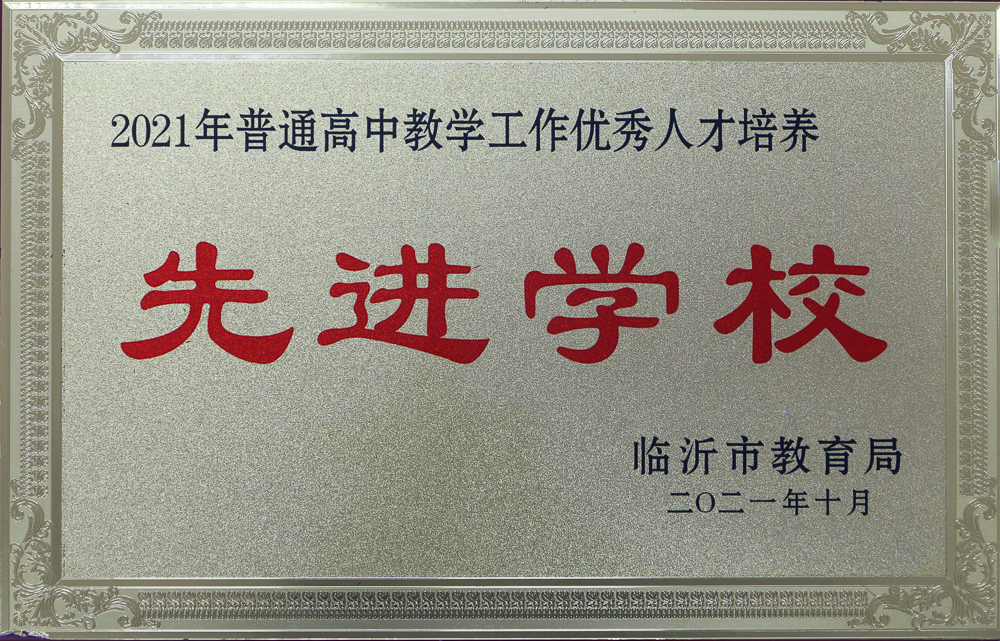 2021年普通高中教学工作优秀人才培养
先进学校
临沂市教育局
二〇二一年十月